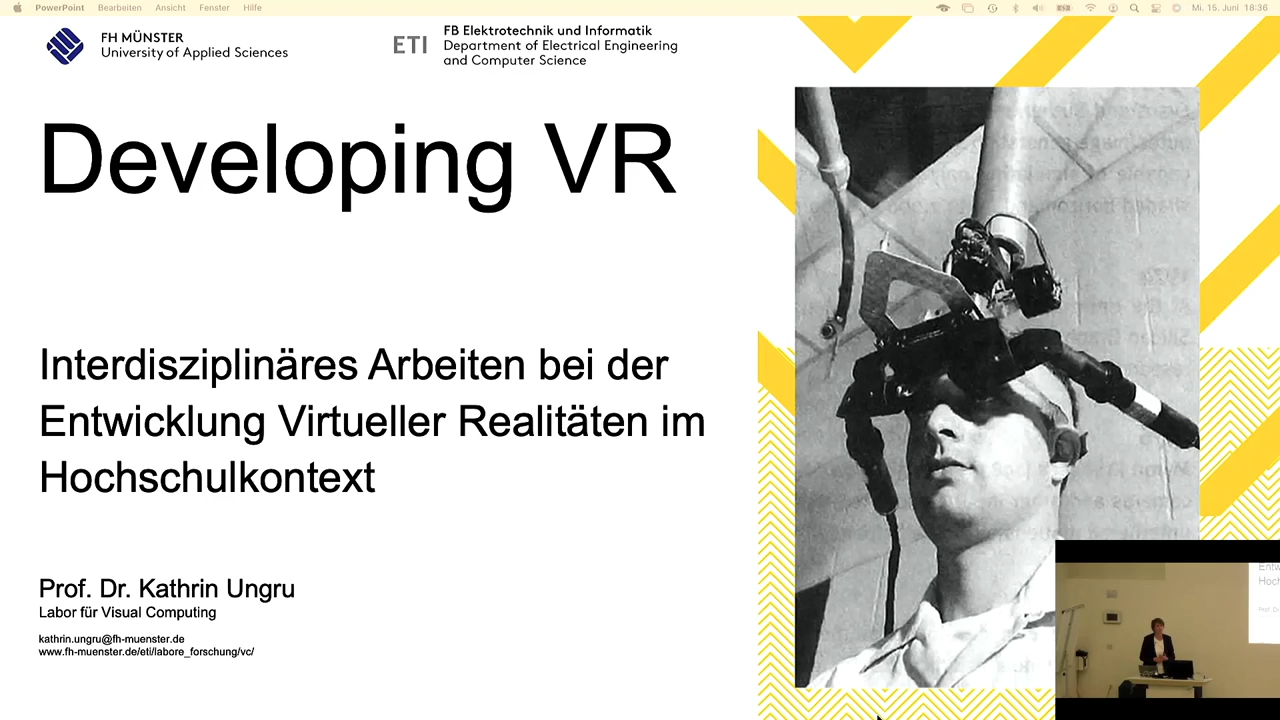 PowerPoint Bearbeiten Ansicht Fenster Hilfe
Mi. 15. Juni 18:36
FH MÜNSTER
University of Applied Sciences
ETI
FB Elektrotechnik und Informatik
Department of Electrical Engineering
and Computer Science
Developing VR
Interdisziplinäres Arbeiten bei der
Entwicklung Virtueller Realitäten im
Hochschulkontext
Prof. Dr. Kathrin Ungru
Labor für Visual Computing
kathrin.ungru@fh-muenster.de
www.fh-muenster.de/eti/labore_forschung/vc/